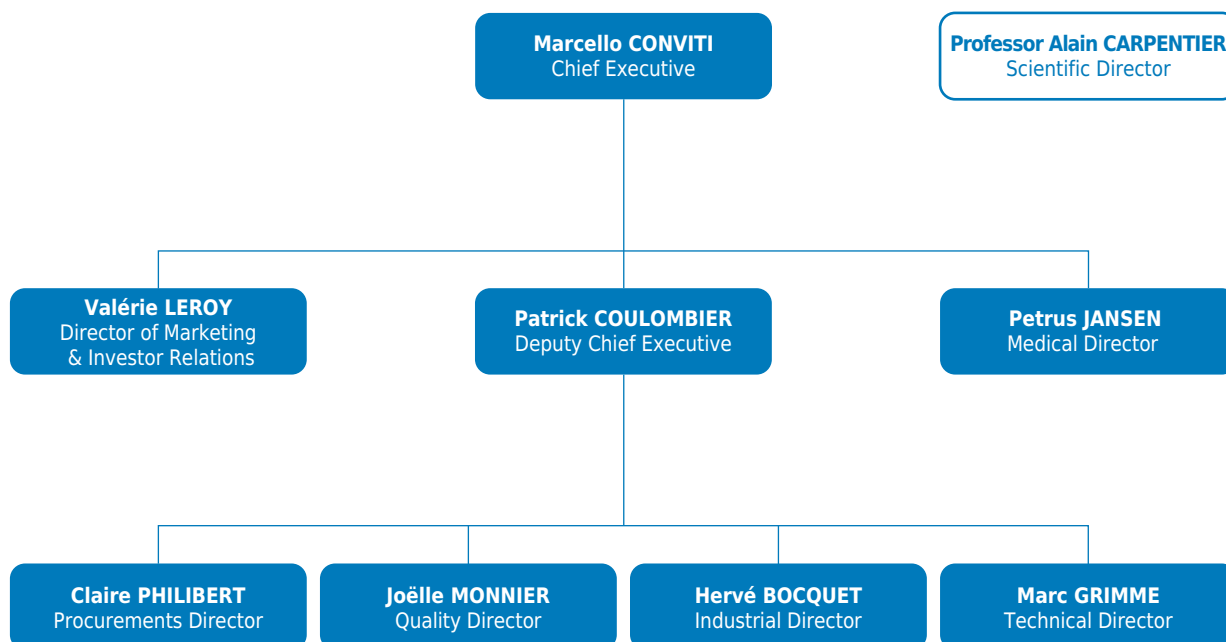 Marcello CONVITI
Chief Executive
Professor Alain CARPENTIER
Scientific Director
Valérie LEROY
Director of Marketing
& Investor Relations
Patrick COULOMBIER
Deputy Chief Executive
Petrus JANSEN
Medical Director
Claire PHILIBERT
Procurements Director
Joëlle MONNIER
Quality Director
Hervé BOCQUET
Industrial Director
Marc GRIMME
Technical Director